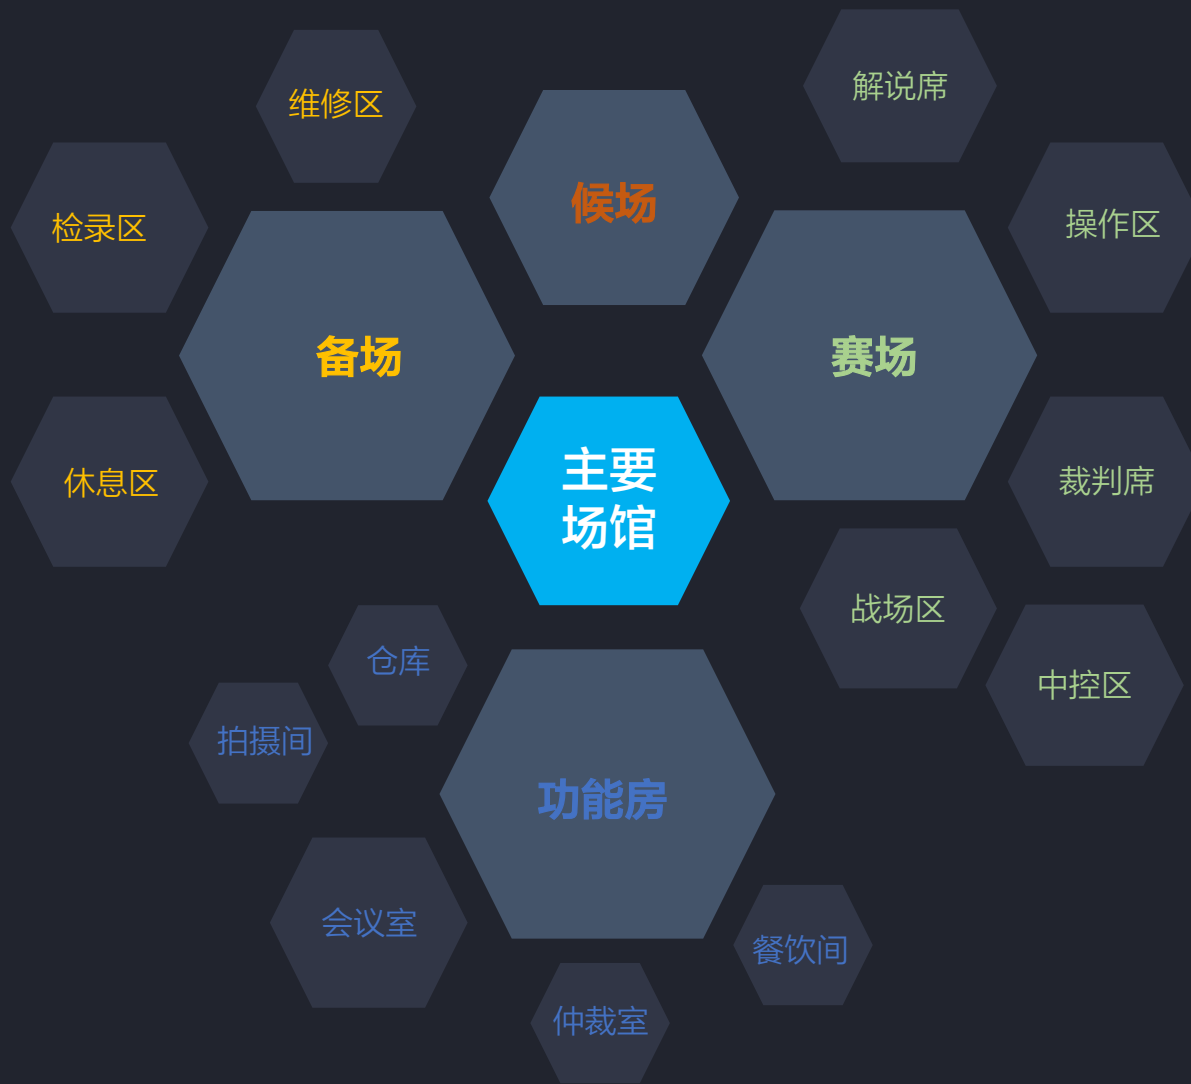 解说席
维修区
候场
操作区
检录区
备场
赛场
主要
场馆
休息区
裁判席
战场区
仓库
中控区
拍摄间
功能房
会议室
餐饮间
仲裁室